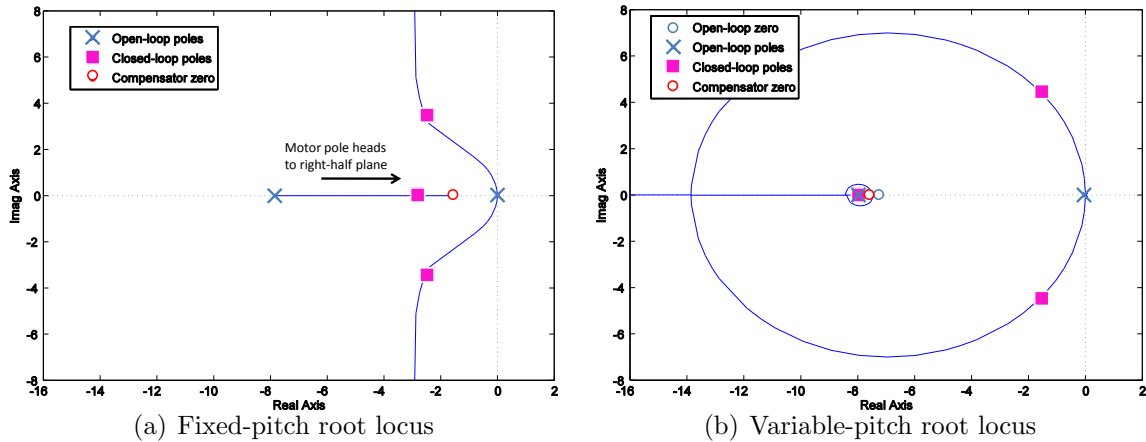 8
6
4
2
0
-2
-4
-6
-8
Imag Axis
Open-loop poles
Closed-loop poles
Compensator zero
Motor pole heads
to right-half plane
-16 -14 -12 -10 -8 -6 -4 -2 0 2
Real Axis
(a) Fixed-pitch root locus
8
6
4
2
0
-2
-4
-6
-8
Imag Axis
Open-loop zero
Open-loop poles
Closed-loop poles
Compensator zero
-16 -14 -12 -10 -8 -6 -4 -2 0 2
Real Axis
(b) Variable-pitch root locus